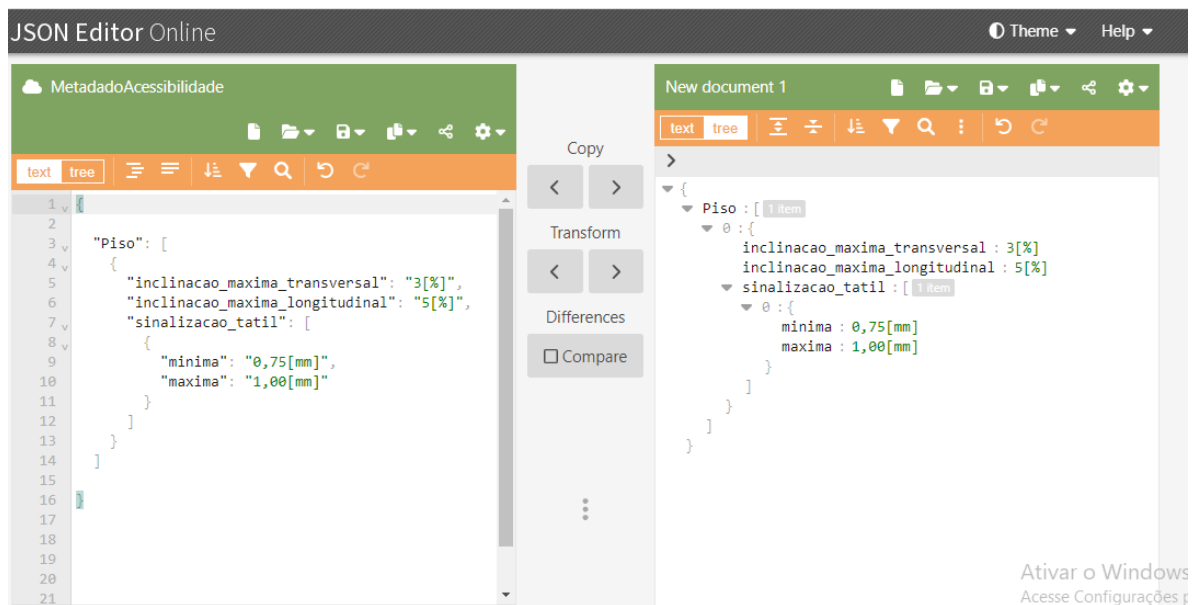 JSON Editor Online
Theme Help
MetadadoAcessibilidade
text tree
1 {
2
3 "Piso": [
4 {
5 "inclinacao_maxima_transversal": "3[%]",
6 "inclinacao_maxima_longitudinal": "5[%]",
7 "sinalizacao_tatil": [
8 {
9 "minima": "0,75[mm]",
10 "maxima": "1,00[mm]"
11 }
12 ]
13 }
14 ]
15
16 }
17
18
19
20
21
Copy
Transform
Differences
Compare
New document 1
text tree
{
Piso : [ 1 item
0 : {
inclinacao_maxima_transversal : 3[%]
inclinacao_maxima_longitudinal : 5[%]
sinalizacao_tatil : [ 1 item
0 : {
minima : 0,75[mm]
maxima : 1,00[mm]
}
]
}
]
}
Ativar o Windows
Acesse Configurações p